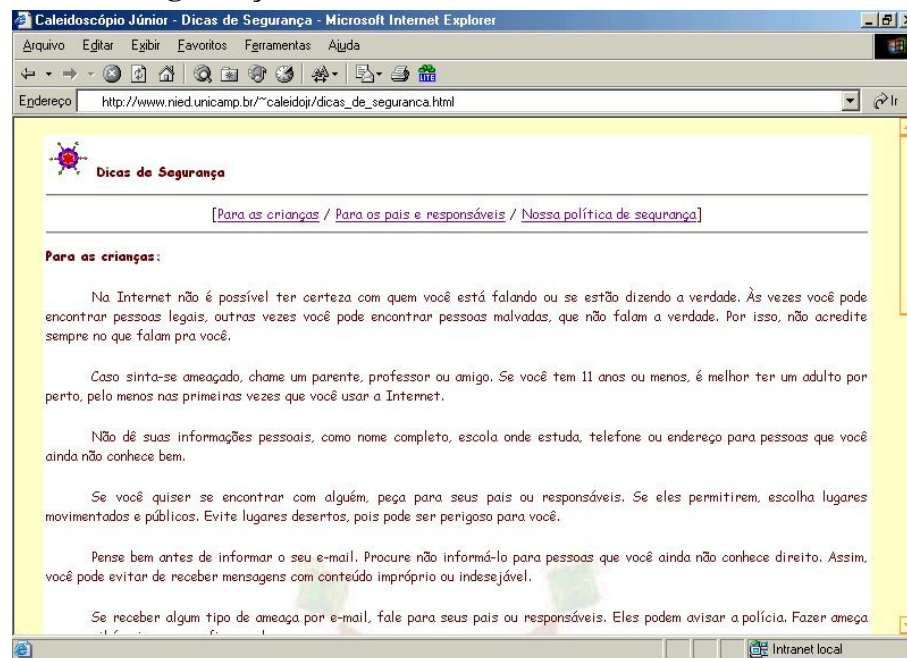 Caleidoscópio Júnior - Dicas de Segurança - Microsoft Internet Explorer
Arquivo Editar Exibir Favoritos Ferramentas Ajuda
Endereço http://www.nied.unicamp.br/~caleidojr/dicas_de_seguranca.html Ir
Dicas de Segurança
[Para as crianças / Para os pais e responsáveis / Nossa política de segurança]
Para as crianças:
Na Internet não é possível ter certeza com quem você está falando ou se estão dizendo a verdade. Às vezes você pode
encontrar pessoas legais, outras vezes você pode encontrar pessoas malvadas, que não falam a verdade. Por isso, não acredite
sempre no que falam pra você.
Caso sinta-se ameaçado, chame um parente, professor ou amigo. Se você tem 11 anos ou menos, é melhor ter um adulto por
perto, pelo menos nas primeiras vezes que você usar a Internet.
Não dê suas informações pessoais, como nome completo, escola onde estuda, telefone ou endereço para pessoas que você
ainda não conhece bem.
Se você quiser se encontrar com alguém, peça para seus pais ou responsáveis. Se eles permitirem, escolha lugares
movimentados e públicos. Evite lugares desertos, pois pode ser perigoso para você.
Pense bem antes de informar o seu e-mail. Procure não informá-lo para pessoas que você ainda não conhece direito. Assim,
você pode evitar de receber mensagens com conteúdo impróprio ou indesejável.
Se receber algum tipo de ameaça por e-mail, fale para seus pais ou responsáveis. Eles podem avisar a polícia. Fazer ameça
Intranet local